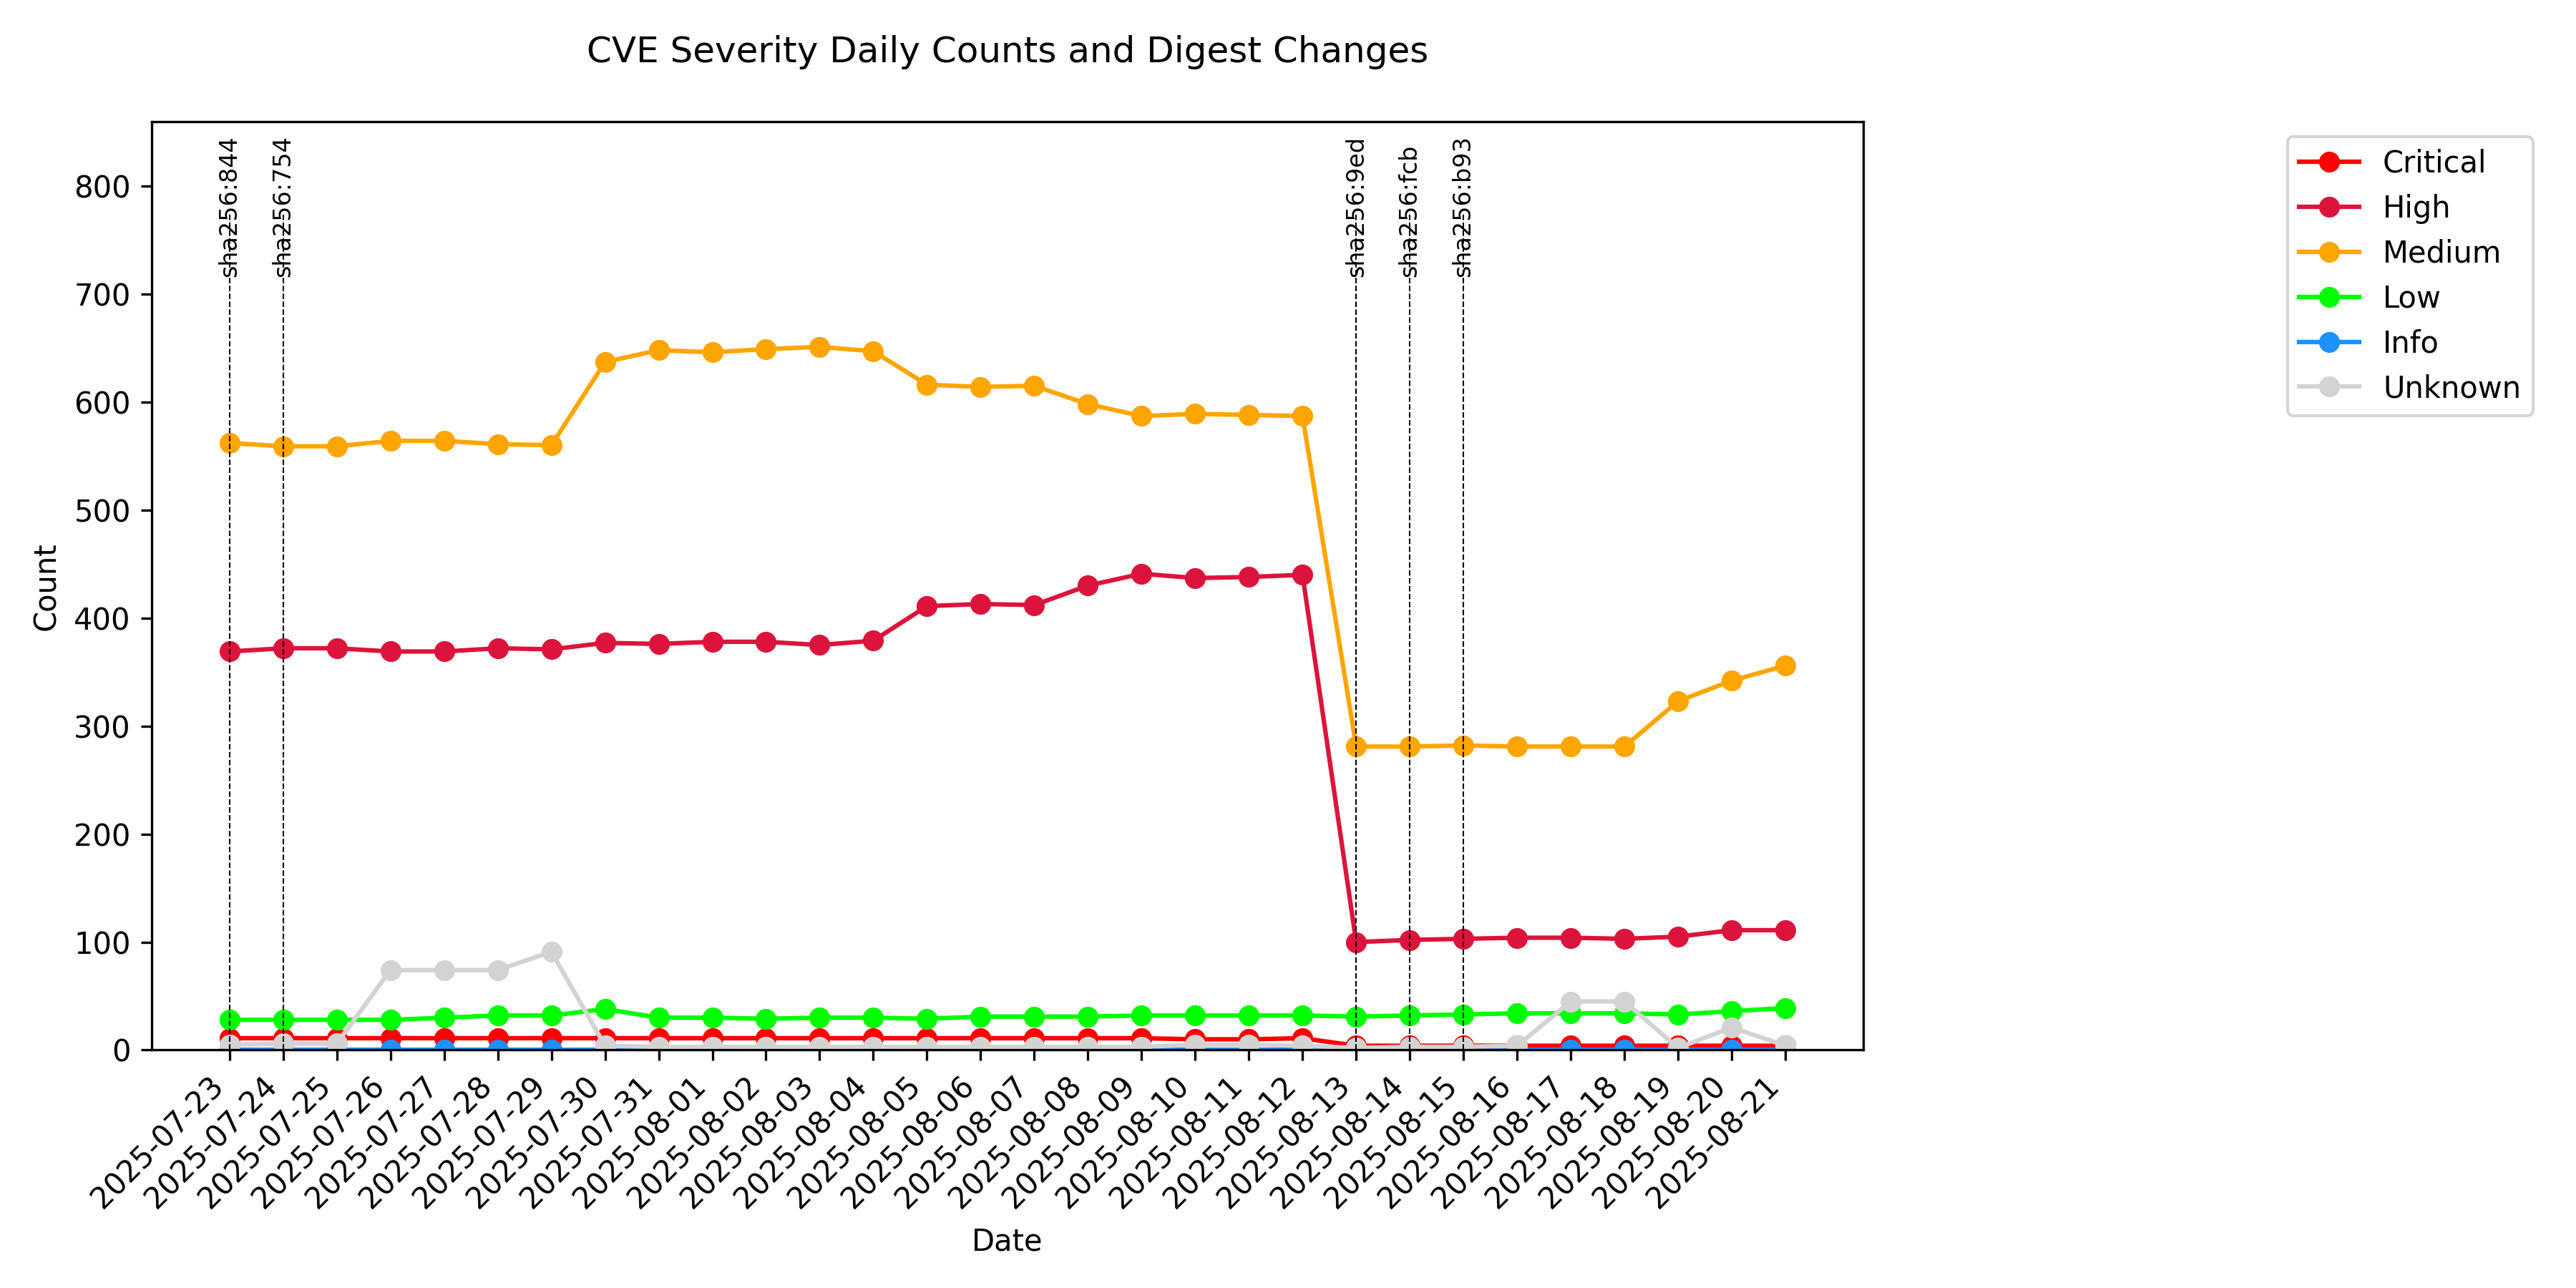 CVE Severity Daily Counts and Digest Changes
sha256:844
sha256:754
sha256:9ed
sha256:fcb
sha256:b93
Critical
High
Medium
Low
Info
Unknown
Count
800
700
600
500
400
300
200
100
0
2025-07-23
2025-07-24
2025-07-25
2025-07-26
2025-07-27
2025-07-28
2025-07-29
2025-07-30
2025-07-31
2025-08-01
2025-08-02
2025-08-03
2025-08-04
2025-08-05
2025-08-06
2025-08-07
2025-08-08
2025-08-09
2025-08-10
2025-08-11
2025-08-12
2025-08-13
2025-08-14
2025-08-15
2025-08-16
2025-08-17
2025-08-18
2025-08-19
2025-08-20
2025-08-21
Date